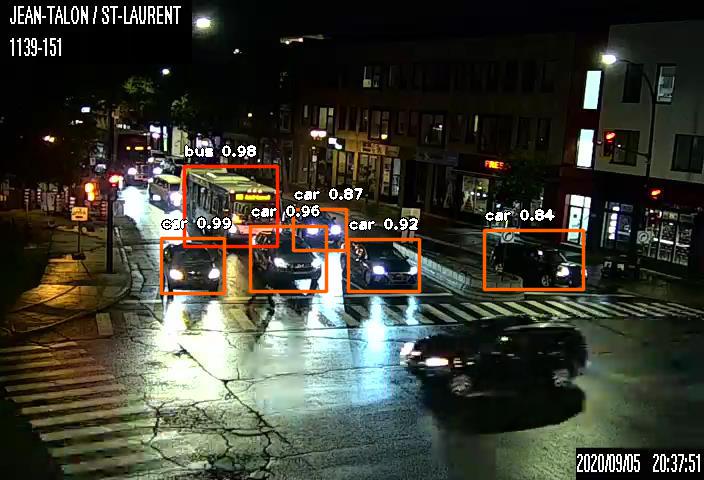 JEAN-TALON / ST-LAURENT
1139-151
bus 0.98
car 0.87
car 0.99
car 0.96
car 0.92
car 0.84
2020/09/05 20:37:51